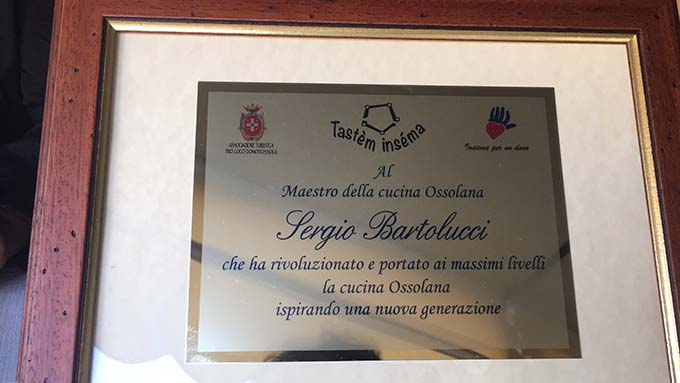 Tastèm inséma
ASSOCIAZIONE TURISTICA
PRO LOCO DOMODOSSOLA
Insieme per un dono
Al
Maestro della cucina Ossolana
Sergio Bartolucci
che ha rivoluzionato e portato ai massimi livelli
la cucina Ossolana
ispirando una nuova generazione